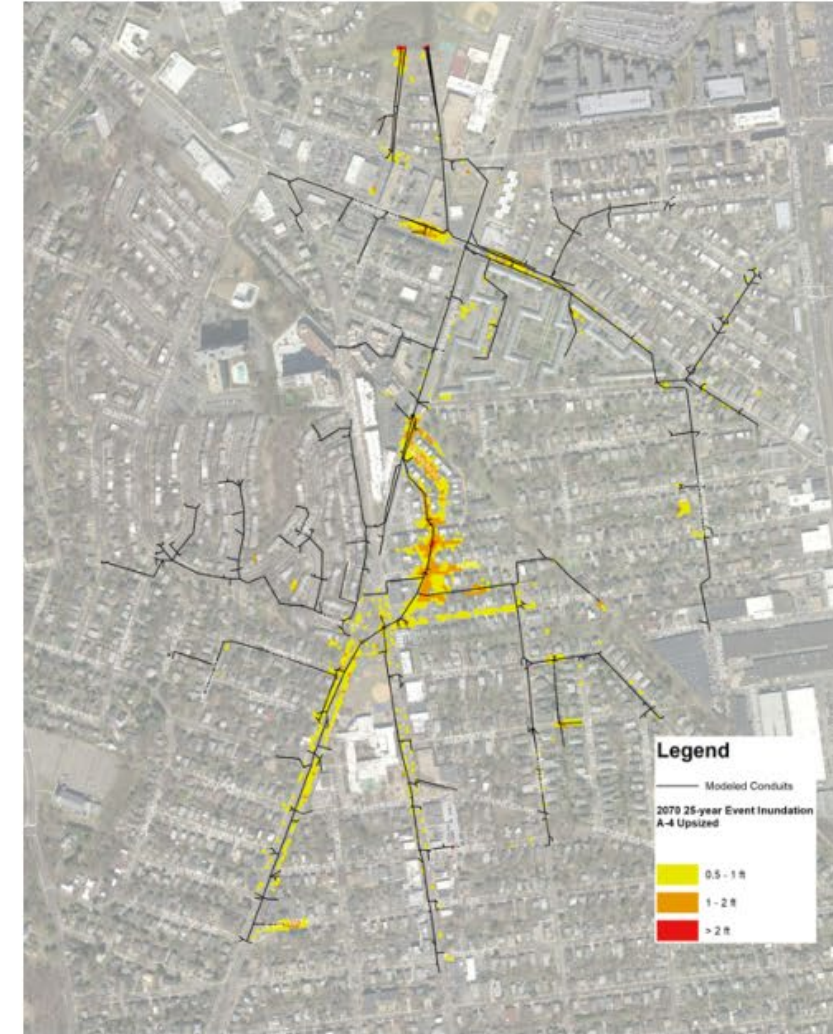 Legend
Modeled Conduits
2070 25-year Event Inundation
A-4 Upsized
0.5 - 1 ft
1 - 2 ft
> 2 ft